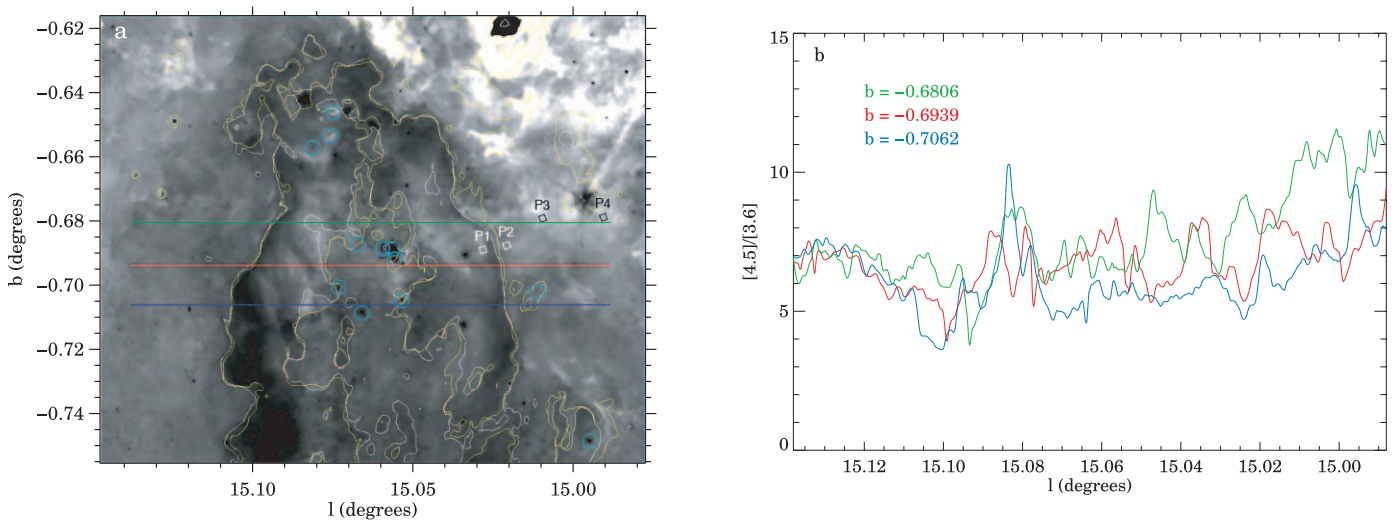 a
−0.62
−0.64
−0.66
−0.68
−0.70
−0.72
−0.74
b (degrees)
P3
P4
P1
P2
15.10
15.05
15.00
l (degrees)
b
15
10
5
0
[4.5]/[3.6]
b = −0.6806
b = −0.6939
b = −0.7062
15.12
15.10
15.08
15.06
15.04
15.02
15.00
l (degrees)